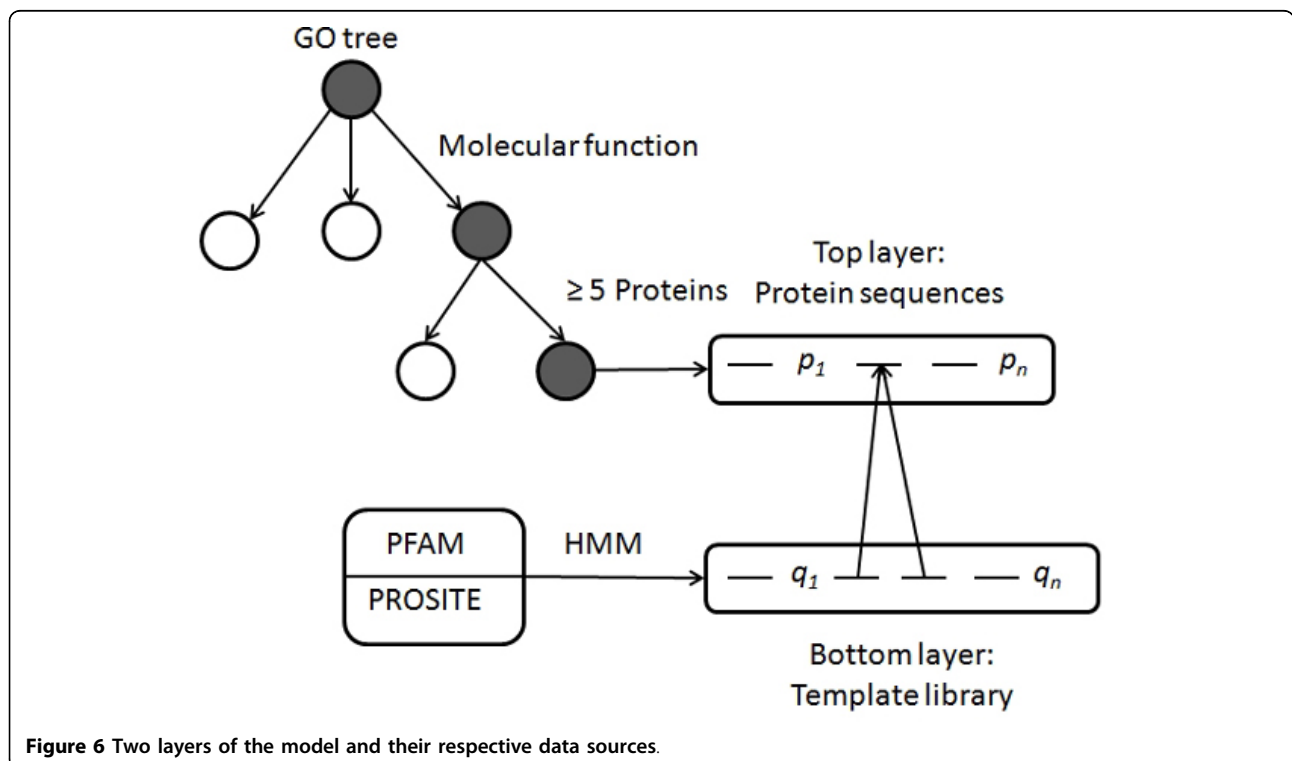 GO tree
Molecular function
≥ 5 Proteins
Top layer:
Protein sequences
p1 pn
PFAM
HMM
PROSITE
q1 qn
Bottom layer:
Template library
Figure 6 Two layers of the model and their respective data sources.